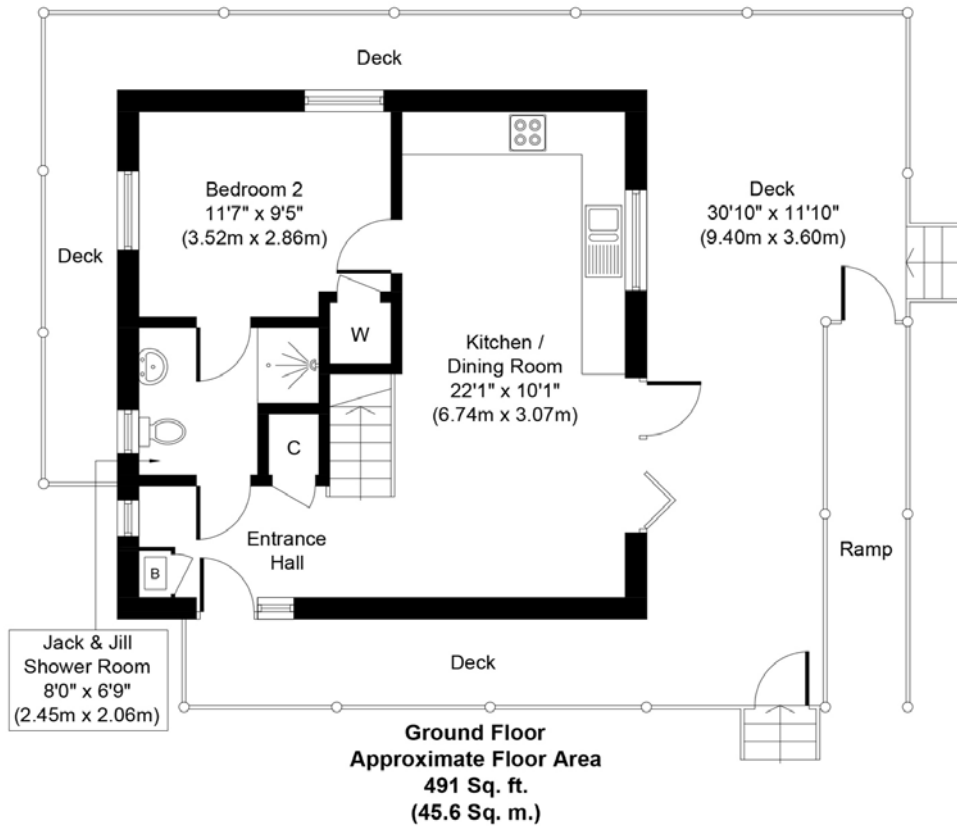 Deck
Bedroom 2
11'7" x 9'5"
(3.52m x 2.86m)
Deck
30'10" x 11'10"
(9.40m x 3.60m)
Deck
W
Kitchen /
Dining Room
22'1" x 10'1"
(6.74m x 3.07m)
C
Entrance
Hall
B
Ramp
Jack & Jill
Shower Room
8'0" x 6'9"
(2.45m x 2.06m)
Deck
Ground Floor
Approximate Floor Area
491 Sq. ft.
(45.6 Sq. m.)